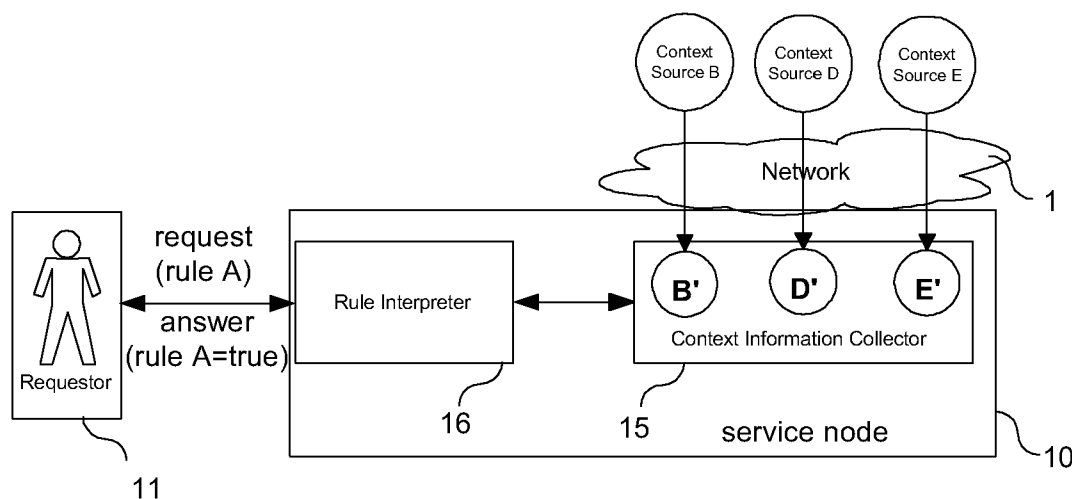 Context
Source B
Context
Source D
Context
Source E
Network
1
request
(rule A)
answer
(rule A=true)
Requestor
11
Rule Interpreter
16
B'
D'
E'
Context Information Collector
15
service node
10